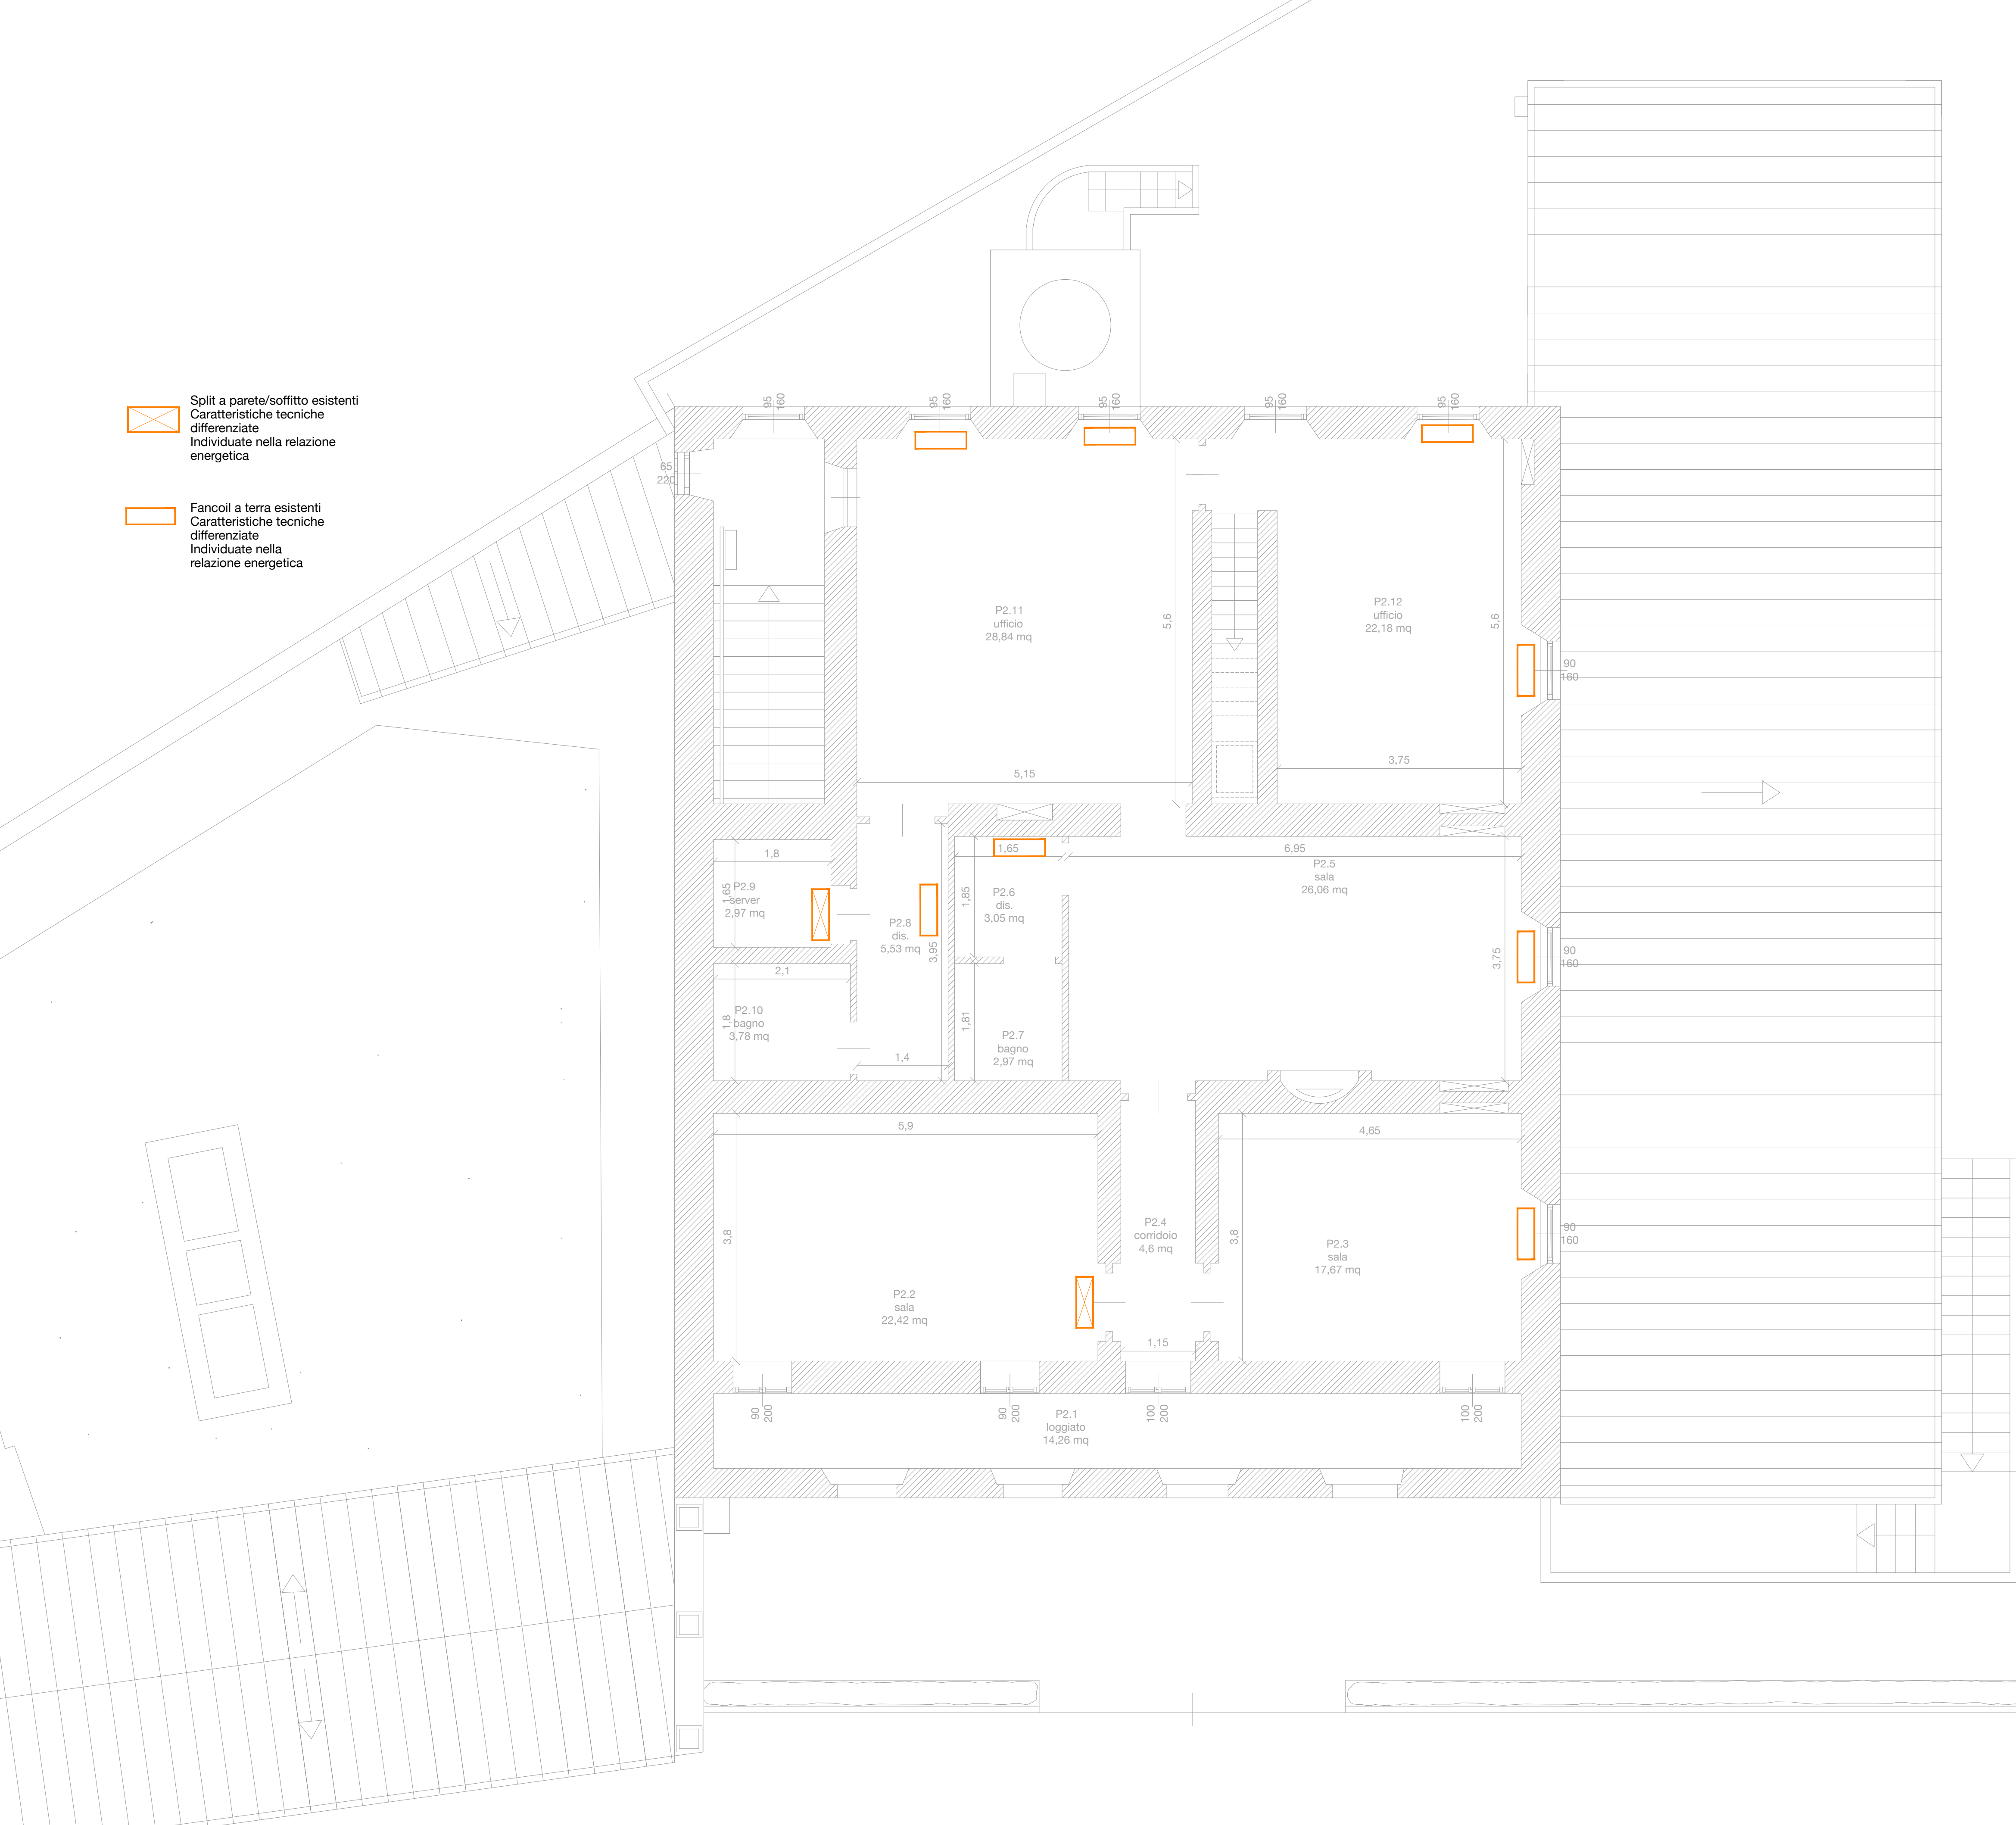 Split a parete/soffitto esistenti
Caratteristiche tecniche
differenziate
Individuate nella relazione
energetica
Fancoil a terra esistenti
Caratteristiche tecniche
differenziate
Individuate nella
relazione energetica
95
160
95
160
95
160
95
160
95
160
65
220
P2.11
ufficio
28,84 mq
5,6
P2.12
ufficio
22,18 mq
5,6
90
160
5,15
3,75
1,8
1,65
P2.9
server
2,97 mq
P2.8
dis.
5,53 mq
3,95
1,65
1,85
P2.6
dis.
3,05 mq
6,95
P2.5
sala
26,06 mq
3,75
90
160
2,1
P2.10
bagno
3,78 mq
1,8
1,4
1,81
P2.7
bagno
2,97 mq
5,9
3,8
P2.2
sala
22,42 mq
P2.4
corridoio
4,6 mq
1,15
4,65
3,8
P2.3
sala
17,67 mq
90
160
90
200
90
200
100
200
100
200
P2.1
loggiato
14,26 mq